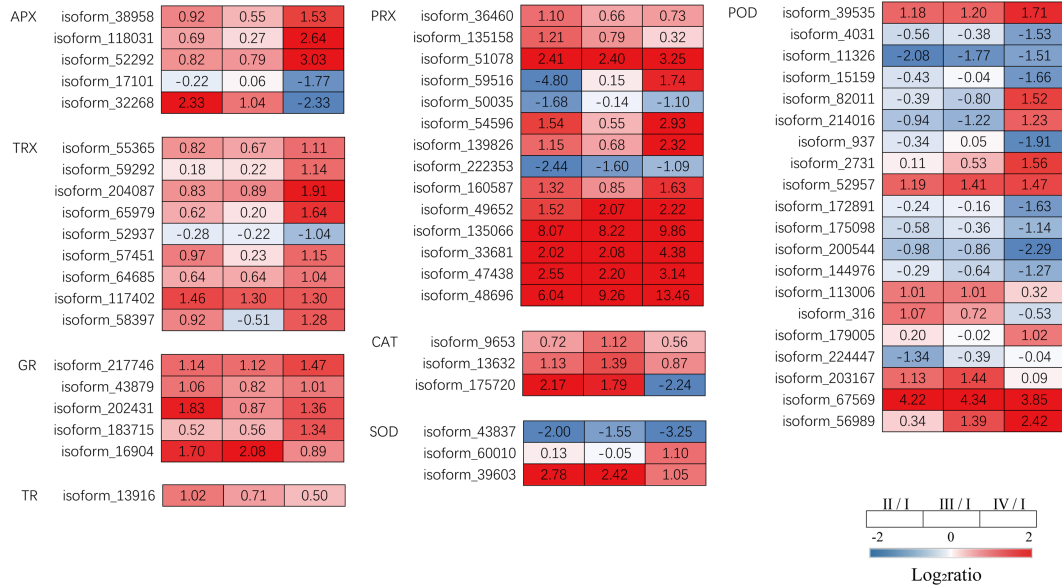 APX isoform_38958 0.92 0.55 1.53
isoform_118031 0.69 0.27 2.64
isoform_52292 0.82 0.79 3.03
isoform_17101 -0.22 0.06 -1.77
isoform_32268 2.33 1.04 -2.33
TRX isoform_55365 0.82 0.67 1.11
isoform_59292 0.18 0.22 1.14
isoform_204087 0.83 0.89 1.91
isoform_65979 0.62 0.20 1.64
isoform_52937 -0.28 -0.22 -1.04
isoform_57451 0.97 0.23 1.15
isoform_64685 0.64 0.64 1.04
isoform_117402 1.46 1.30 1.30
isoform_58397 0.92 -0.51 1.28
GR isoform_217746 1.14 1.12 1.47
isoform_43879 1.06 0.82 1.01
isoform_202431 1.83 0.87 1.36
isoform_183715 0.52 0.56 1.34
isoform_16904 1.70 2.08 0.89
TR isoform_13916 1.02 0.71 0.50
PRX isoform_36460 1.10 0.66 0.73
isoform_135158 1.21 0.79 0.32
isoform_51078 2.41 2.40 3.25
isoform_59516 -4.80 0.15 1.74
isoform_50035 -1.68 -0.14 -1.10
isoform_54596 1.54 0.55 2.93
isoform_139826 1.15 0.68 2.32
isoform_222353 -2.44 -1.60 -1.09
isoform_160587 1.32 0.85 1.63
isoform_49652 1.52 2.07 2.22
isoform_135066 8.07 8.22 9.86
isoform_33681 2.02 2.08 4.38
isoform_47438 2.55 2.20 3.14
isoform_48696 6.04 9.26 13.46
CAT isoform_9653 0.72 1.12 0.56
isoform_13632 1.13 1.39 0.87
isoform_175720 2.17 1.79 -2.24
SOD isoform_43837 -2.00 -1.55 -3.25
isoform_60010 0.13 -0.05 1.10
isoform_39603 2.78 2.42 1.05
POD isoform_39535 1.18 1.20 1.71
isoform_4031 -0.56 -0.38 -1.53
isoform_11326 -2.08 -1.77 -1.51
isoform_15159 -0.43 -0.04 -1.66
isoform_82011 -0.39 -0.80 1.52
isoform_214016 -0.94 -1.22 1.23
isoform_937 -0.34 0.05 -1.91
isoform_2731 0.11 0.53 1.56
isoform_52957 1.19 1.41 1.47
isoform_172891 -0.24 -0.16 -1.63
isoform_175098 -0.58 -0.36 -1.14
isoform_200544 -0.98 -0.86 -2.29
isoform_144976 -0.29 -0.64 -1.27
isoform_113006 1.01 1.01 0.32
isoform_316 1.07 0.72 -0.53
isoform_179005 0.20 -0.02 1.02
isoform_224447 -1.34 -0.39 -0.04
isoform_203167 1.13 1.44 0.09
isoform_67569 4.22 4.34 3.85
isoform_56989 0.34 1.39 2.42
II / I III / I IV / I
-2 0 2
Log₂ratio